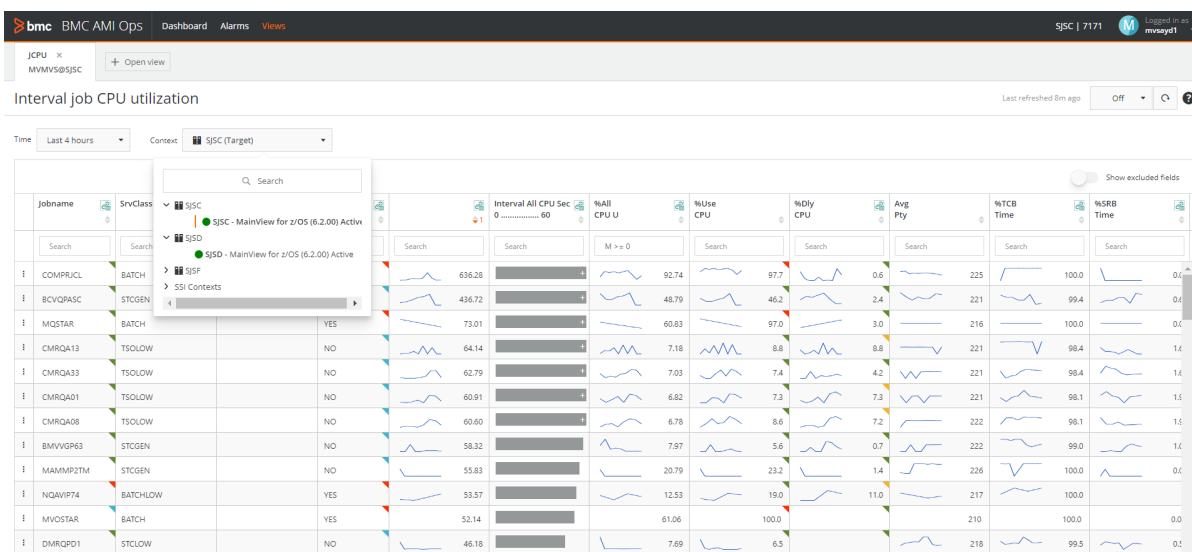 bmc BMC AMI Ops Dashboard Alarms Views SJSC | 7171 M Logged in as mvsayd1
JCPU × + Open view
MVMVS@SJSC
Interval job CPU utilization Last refreshed 8m ago Off ?
Time Last 4 hours Context SJSC (Target)
Search
SJSC
SJSC - MainView for z/OS (6.2.00) Active
SJSD
SJSD - MainView for z/OS (6.2.00) Active
SJSF
SSI Contexts
Show excluded fields
Jobname SrvClass 1 Interval All CPU Sec %All %Use %Dly Avg %TCB %SRB
0 ................. 60 CPU U CPU CPU Pty Time Time
Search Search Search Search M >= 0 Search Search Search Search Search
COMPRJCL BATCH 636.28 + 92.74 97.7 0.6 225 100.0
BCVQPASC STCGEN 436.72 + 48.79 46.2 2.4 221 99.4
MQSTAR BATCH YES 73.01 + 60.83 97.0 3.0 216 100.0
CMRQA13 TSOLOW NO 64.14 + 7.18 8.8 8.8 221 98.4
CMRQA33 TSOLOW NO 62.79 + 7.03 7.4 4.2 221 98.4
CMRQA01 TSOLOW NO 60.91 + 6.82 7.3 7.3 221 98.1
CMRQA08 TSOLOW NO 60.60 + 6.78 8.6 7.2 222 98.1
BMVVGP63 STCGEN NO 58.32 7.97 5.6 0.7 222 99.0
MAMMP2TM STCGEN NO 55.83 20.79 23.2 1.4 226 100.0
NQAVIP74 BATCHLOW YES 53.57 12.53 19.0 11.0 217 100.0
MVOSTAR BATCH YES 52.14 61.06 100.0 210 100.0
DMRQPD1 STCLOW NO 46.18 7.69 6.5 218 99.5